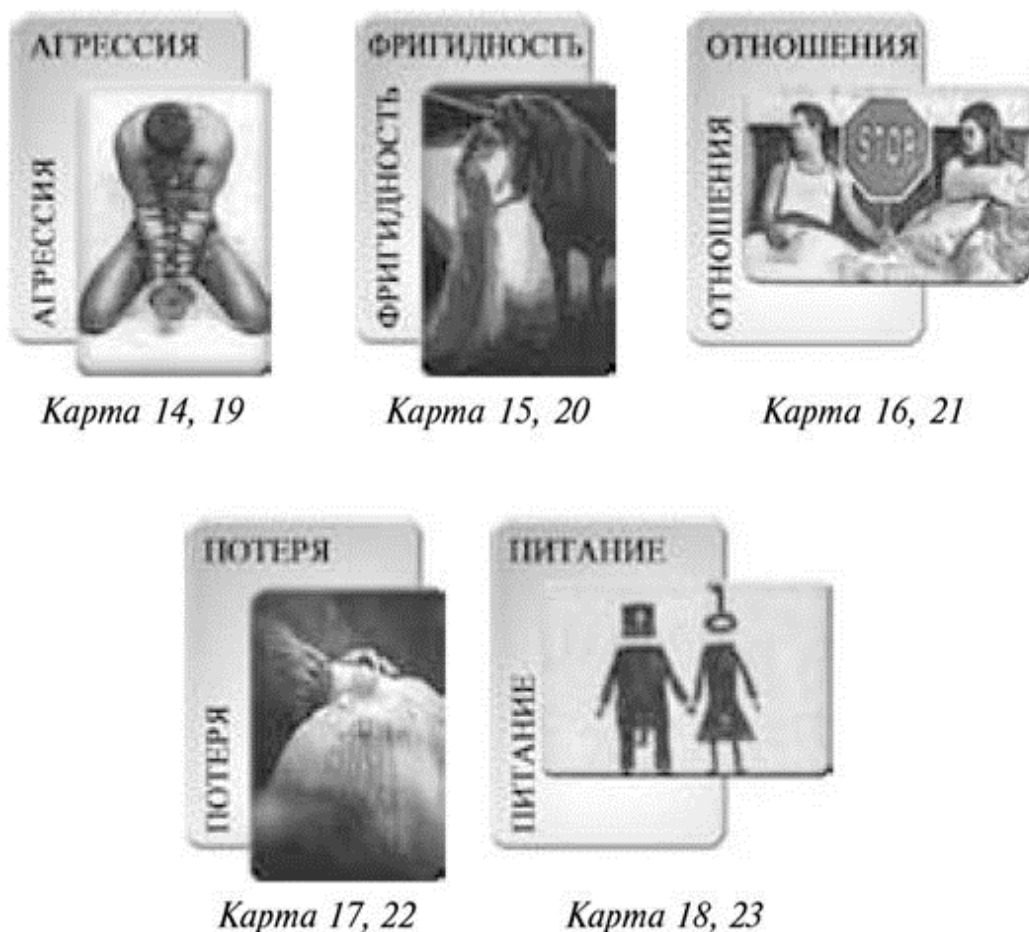 АГРЕССИЯ
АГРЕССИЯ
Карта 14, 19
ФРИГИДНОСТЬ
ФРИГИДНОСТЬ
Карта 15, 20
ОТНОШЕНИЯ
ОТНОШЕНИЯ
STOP
Карта 16, 21
ПОТЕРЯ
ПОТЕРЯ
Карта 17, 22
ПИТАНИЕ
ПИТАНИЕ
Карта 18, 23